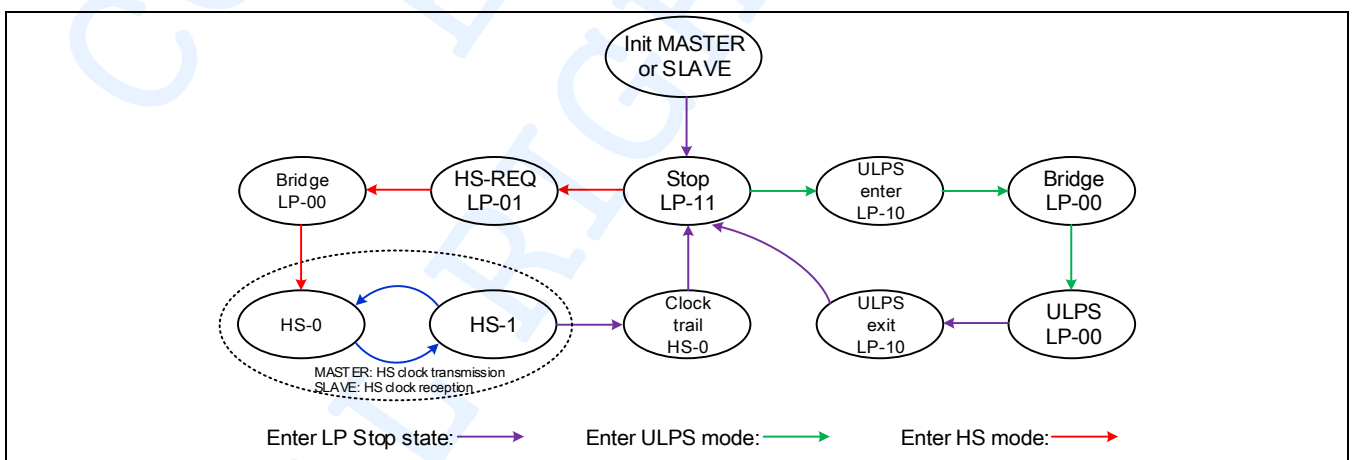 Init MASTER
or SLAVE
Bridge
LP-00
HS-REQ
LP-01
Stop
LP-11
ULPS
enter
LP-10
Bridge
LP-00
HS-0
HS-1
Clock
trail
HS-0
ULPS
exit
LP-10
ULPS
LP-00
MASTER: HS clock transmission
SLAVE: HS clock reception
Enter LP Stop state:
Enter ULPS mode:
Enter HS mode: